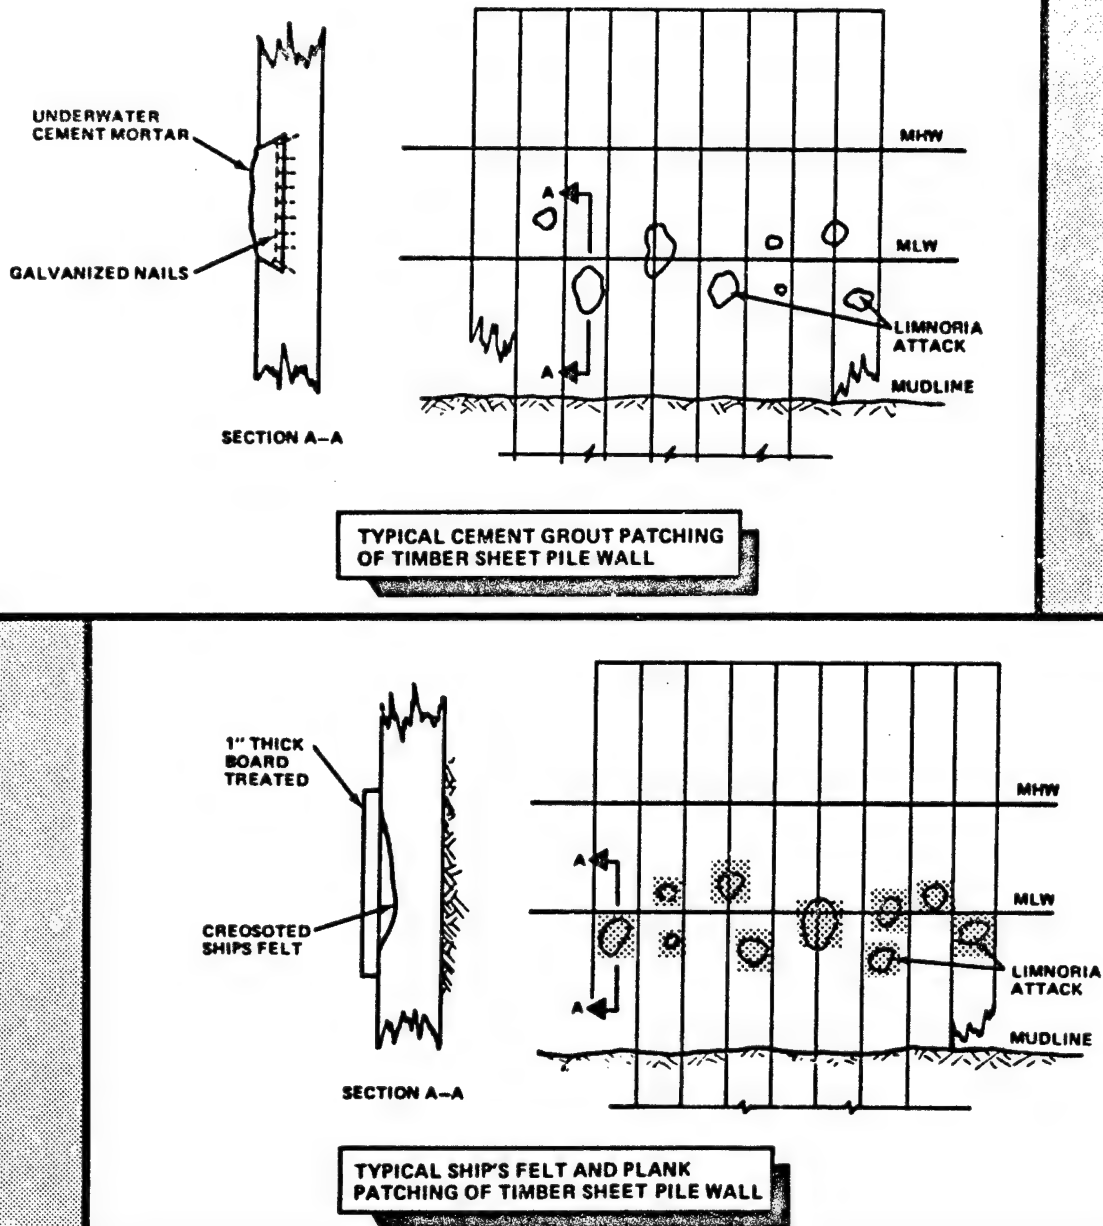 UNDERWATER
CEMENT MORTAR
GALVANIZED NAILS
SECTION A–A
A
A
MHW
MLW
LIMNORIA
ATTACK
MUDLINE
TYPICAL CEMENT GROUT PATCHING
OF TIMBER SHEET PILE WALL
1" THICK
BOARD
TREATED
CREOSOTED
SHIPS FELT
SECTION A–A
A
A
MHW
MLW
LIMNORIA
ATTACK
MUDLINE
TYPICAL SHIP'S FELT AND PLANK
PATCHING OF TIMBER SHEET PILE WALL